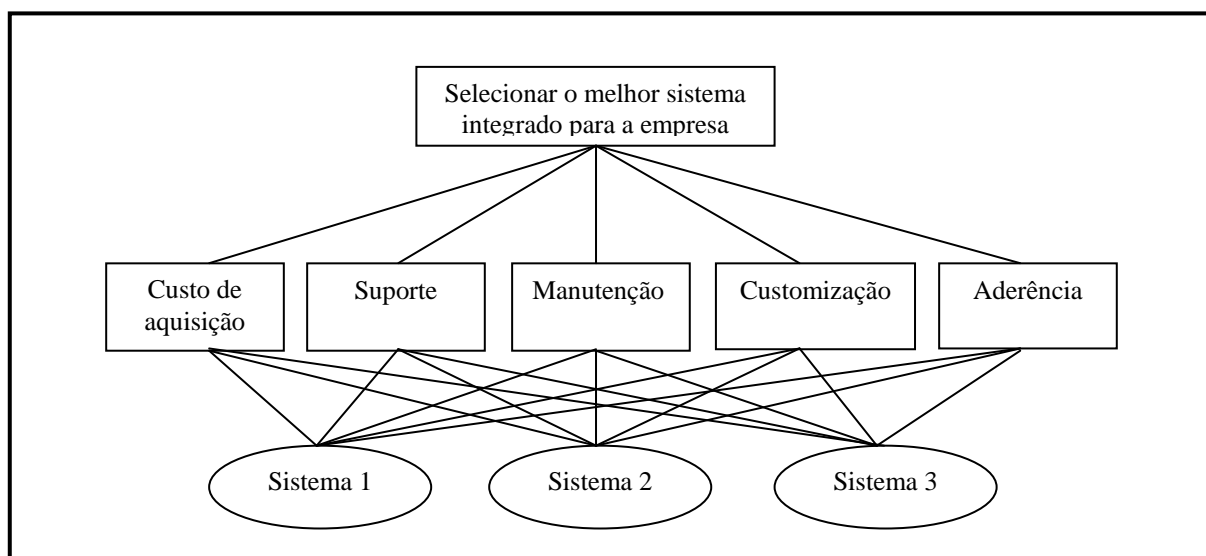 Selecionar o melhor sistema
integrado para a empresa
Custo de
aquisição
Suporte
Manutenção
Customização
Aderência
Sistema 1
Sistema 2
Sistema 3